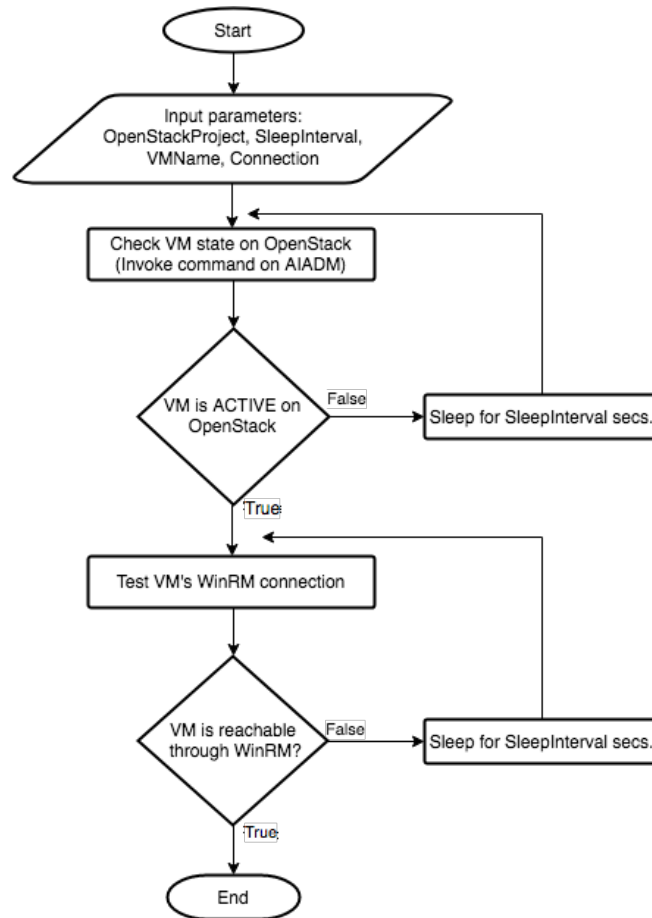 Start
Input parameters:
OpenStackProject, SleepInterval,
VMName, Connection
Check VM state on OpenStack
(Invoke command on AIADM)
VM is ACTIVE on
OpenStack
False
Sleep for SleepInterval secs.
True
Test VM's WinRM connection
VM is reachable
through WinRM?
False
Sleep for SleepInterval secs.
True
End